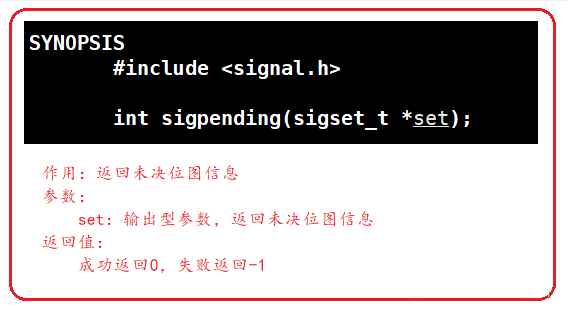 SYNOPSIS
#include <signal.h>
int sigpending(sigset_t *set);
作用：返回未决位图信息
参数：
set：输出型参数，返回未决位图信息
返回值：
成功返回0，失败返回-1